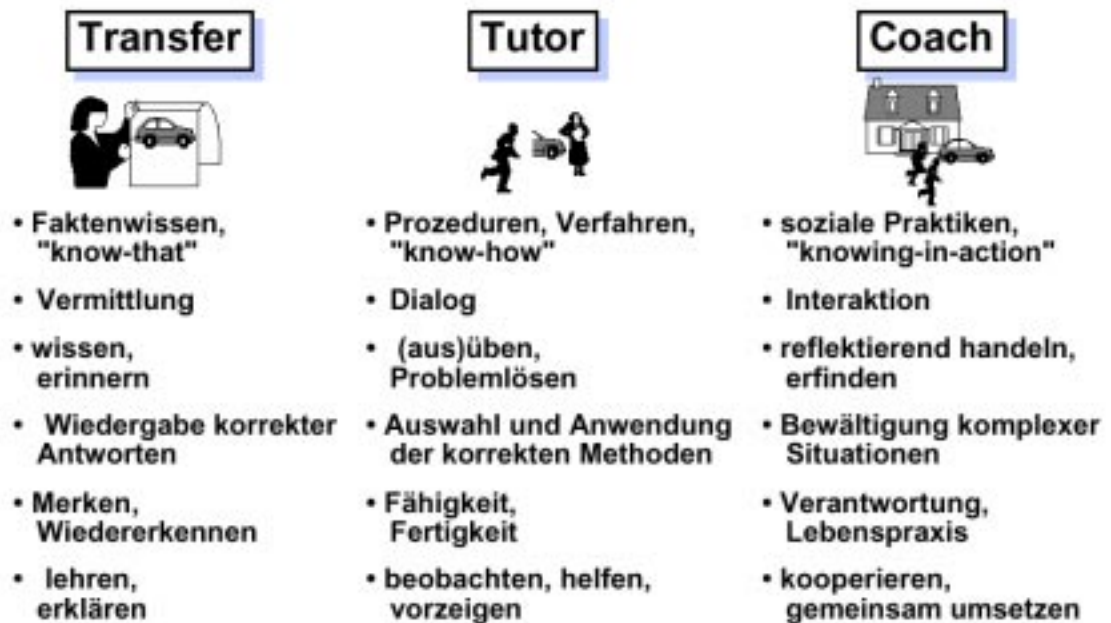 Transfer
• Faktenwissen,
"know-that"
• Vermittlung
• wissen,
erinnern
• Wiedergabe korrekter
Antworten
• Merken,
Wiedererkennen
• lehren,
erklären
Tutor
• Prozeduren, Verfahren,
"know-how"
• Dialog
• (aus)üben,
Problemlösen
• Auswahl und Anwendung
der korrekten Methoden
• Fähigkeit,
Fertigkeit
• beobachten, helfen,
vorzeigen
Coach
• soziale Praktiken,
"knowing-in-action"
• Interaktion
• reflektierend handeln,
erfinden
• Bewältigung komplexer
Situationen
• Verantwortung,
Lebenspraxis
• kooperieren,
gemeinsam umsetzen